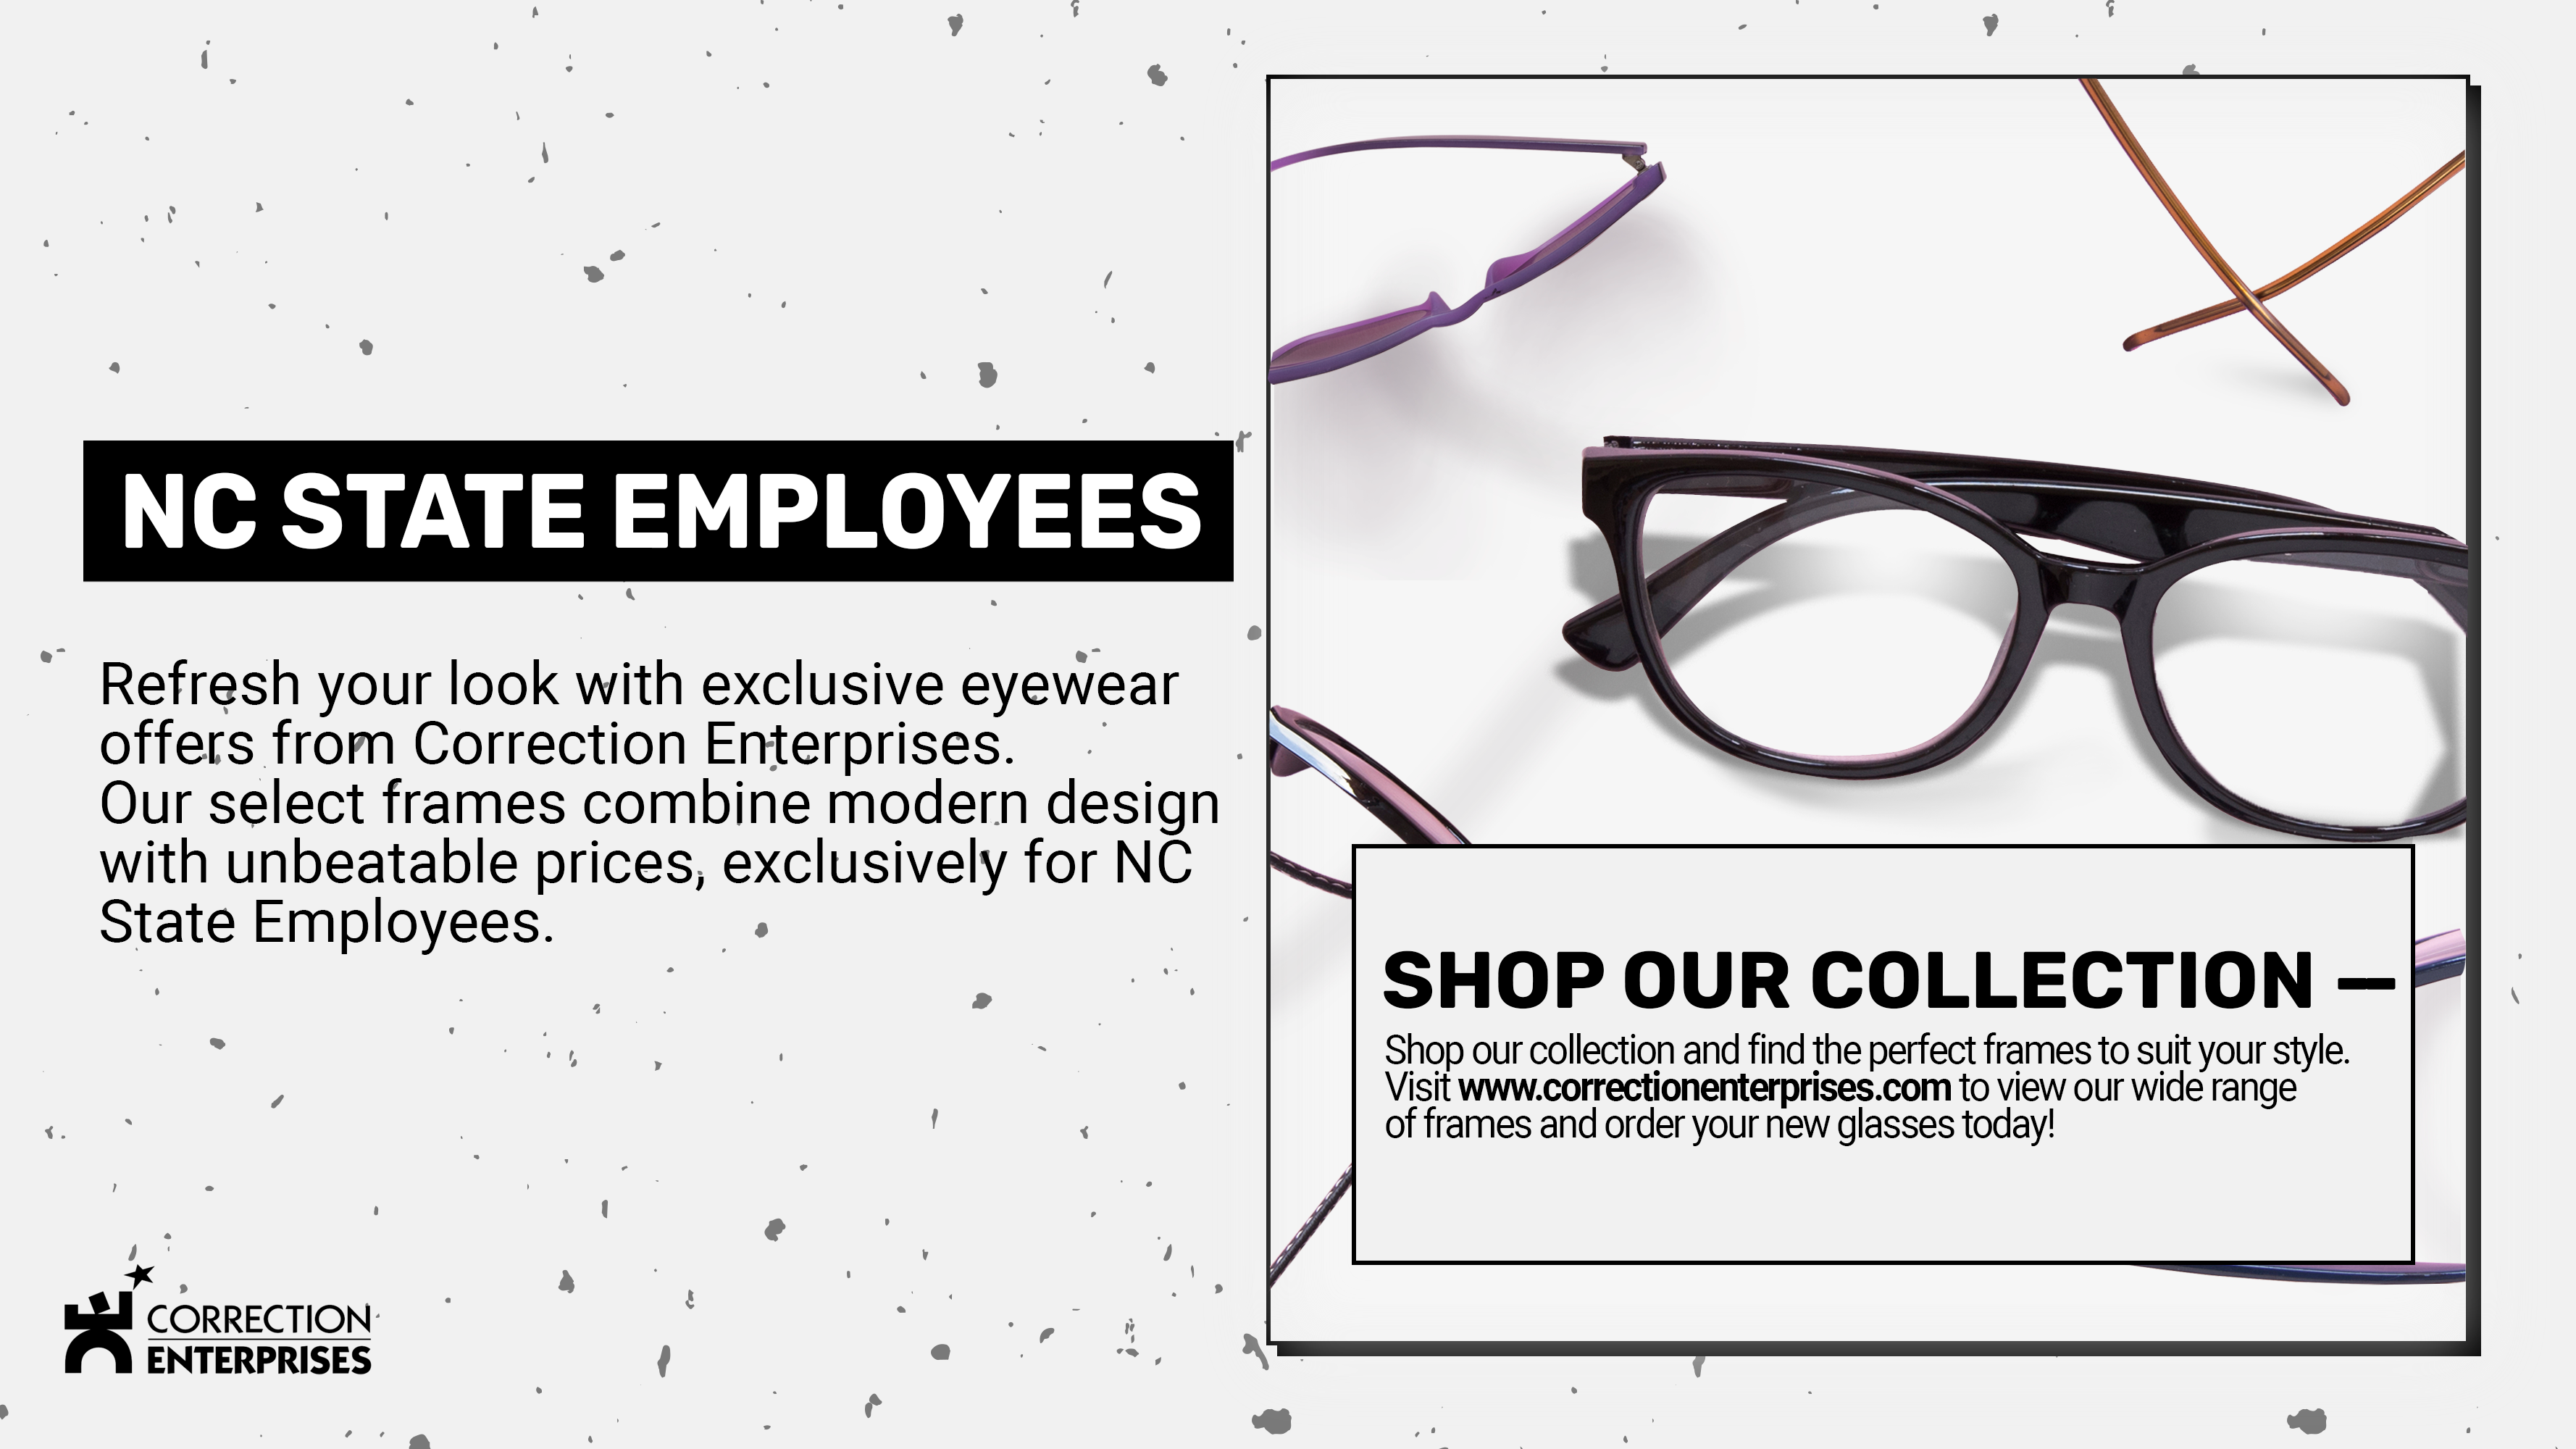 NC STATE EMPLOYEES
Refresh your look with exclusive eyewear
offers from Correction Enterprises.
Our select frames combine modern design
with unbeatable prices, exclusively for NC
State Employees.
SHOP OUR COLLECTION —
Shop our collection and find the perfect frames to suit your style.
Visit www.correctionenterprises.com to view our wide range
of frames and order your new glasses today!
CORRECTION
ENTERPRISES